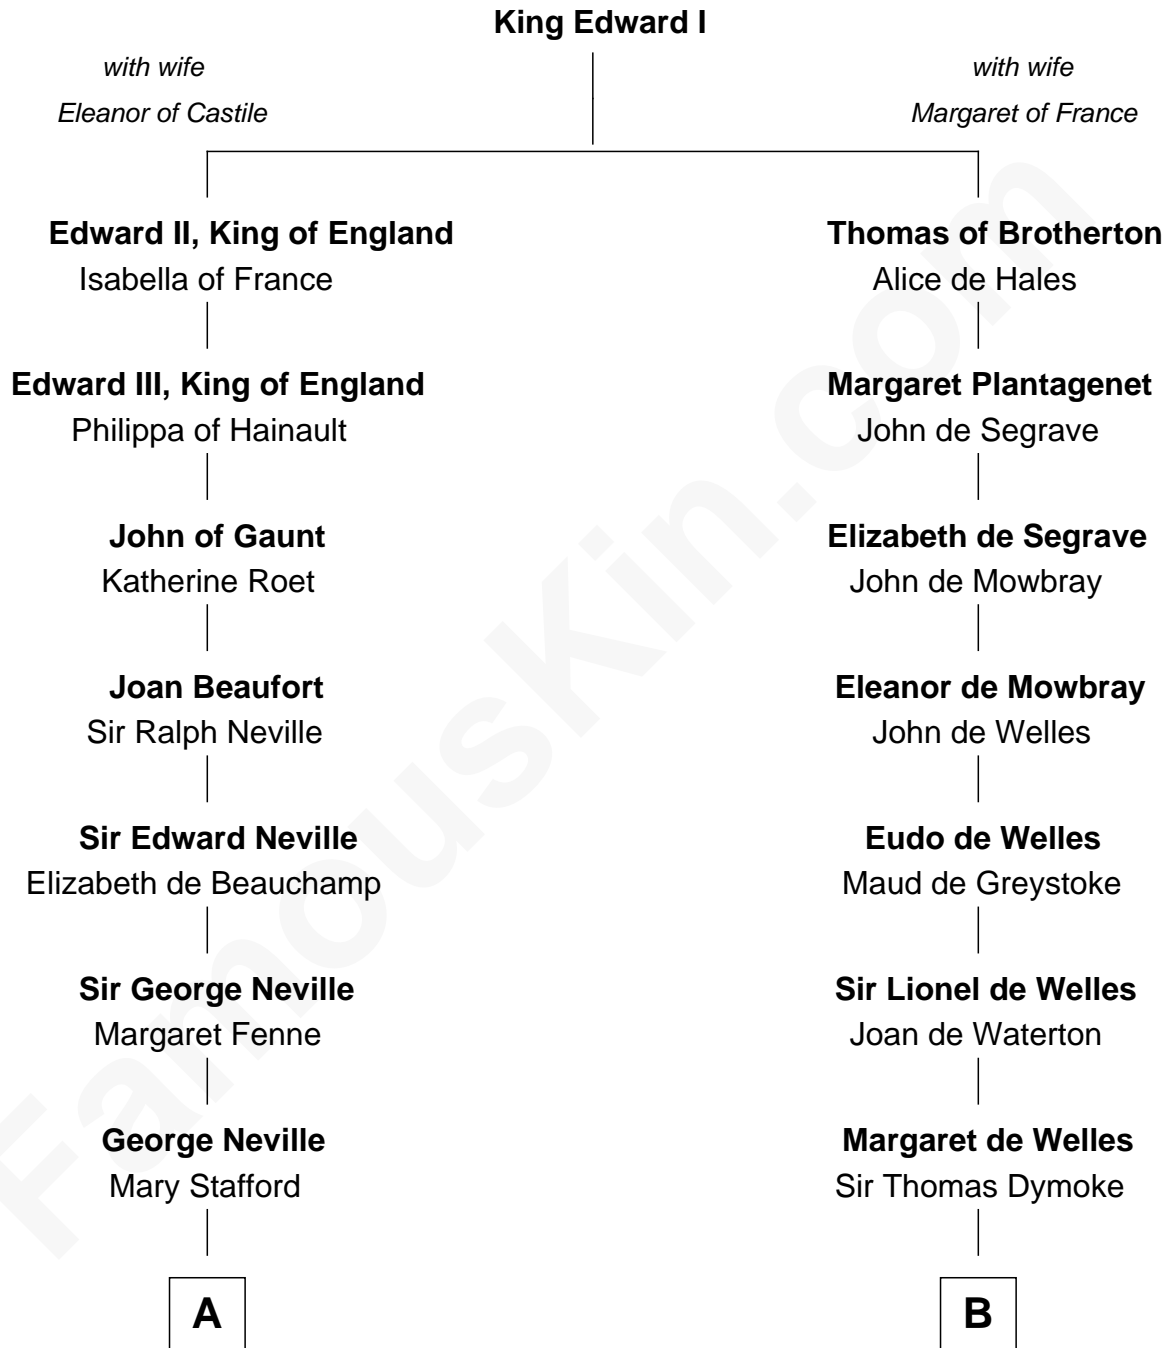 King Edward I
with wife
Eleanor of Castile
with wife
Margaret of France
Edward II, King of England
Isabella of France
Thomas of Brotherton
Alice de Hales
Edward III, King of England
Philippa of Hainault
Margaret Plantagenet
John de Segrave
John of Gaunt
Katherine Roet
Elizabeth de Segrave
John de Mowbray
Joan Beaufort
Sir Ralph Neville
Eleanor de Mowbray
John de Welles
Sir Edward Neville
Elizabeth de Beauchamp
Eudo de Welles
Maud de Greystoke
Sir George Neville
Margaret Fenne
Sir Lionel de Welles
Joan de Waterton
George Neville
Mary Stafford
Margaret de Welles
Sir Thomas Dymoke
A
B
FamousKin.com